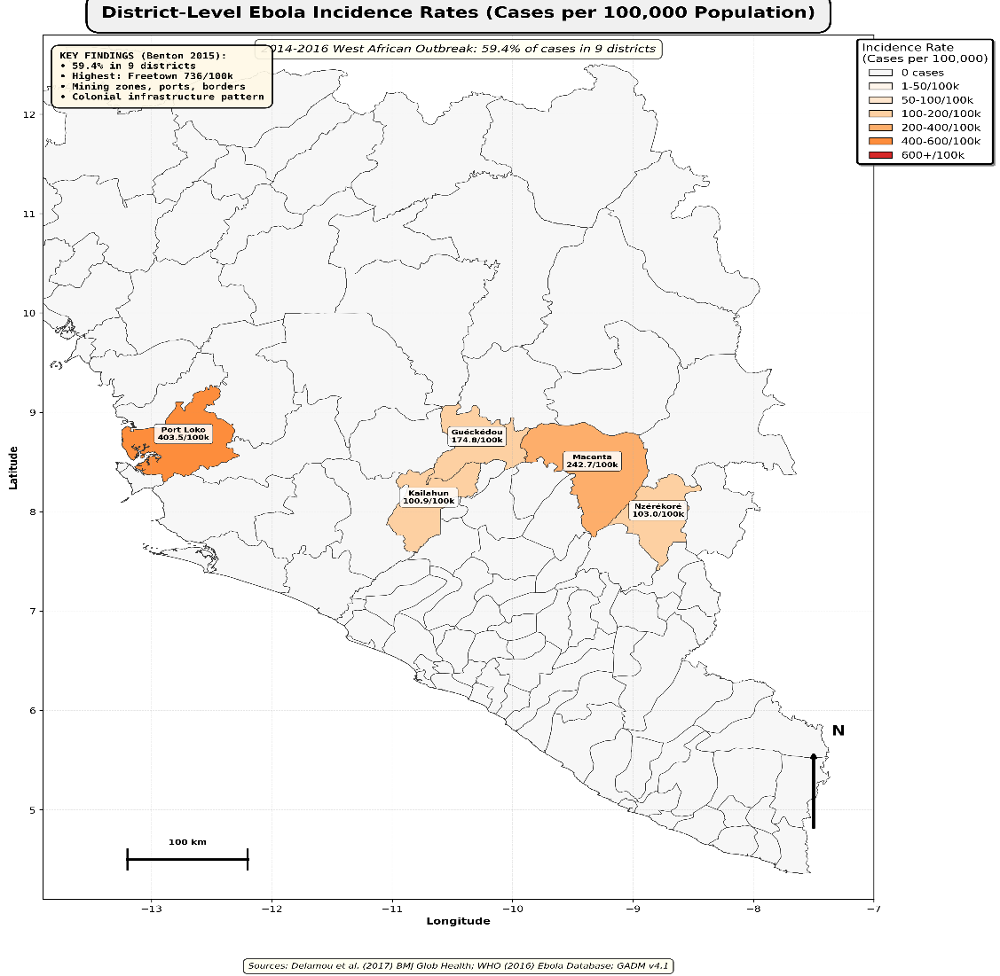 District-Level Ebola Incidence Rates (Cases per 100,000 Population)
2014-2016 West African Outbreak: 59.4% of cases in 9 districts
KEY FINDINGS (Benton 2015):
• 59.4% in 9 districts
• Highest: Freetown 736/100k
• Mining zones, ports, borders
• Colonial infrastructure pattern
Incidence Rate
(Cases per 100,000)
0 cases
1-50/100k
50-100/100k
100-200/100k
200-400/100k
400-600/100k
600+/100k
12
11
10
9
8
7
6
5
Latitude
Port Loko
403.5/100k
Guéckédou
174.8/100k
Macenta
242.7/100k
Kailahun
100.9/100k
Nzérékoré
103.0/100k
N
100 km
−13
−12
−11
−10
−9
−8
−7
Longitude
Sources: Delamou et al. (2017) BMJ Glob Health; WHO (2016) Ebola Database; GADM v4.1